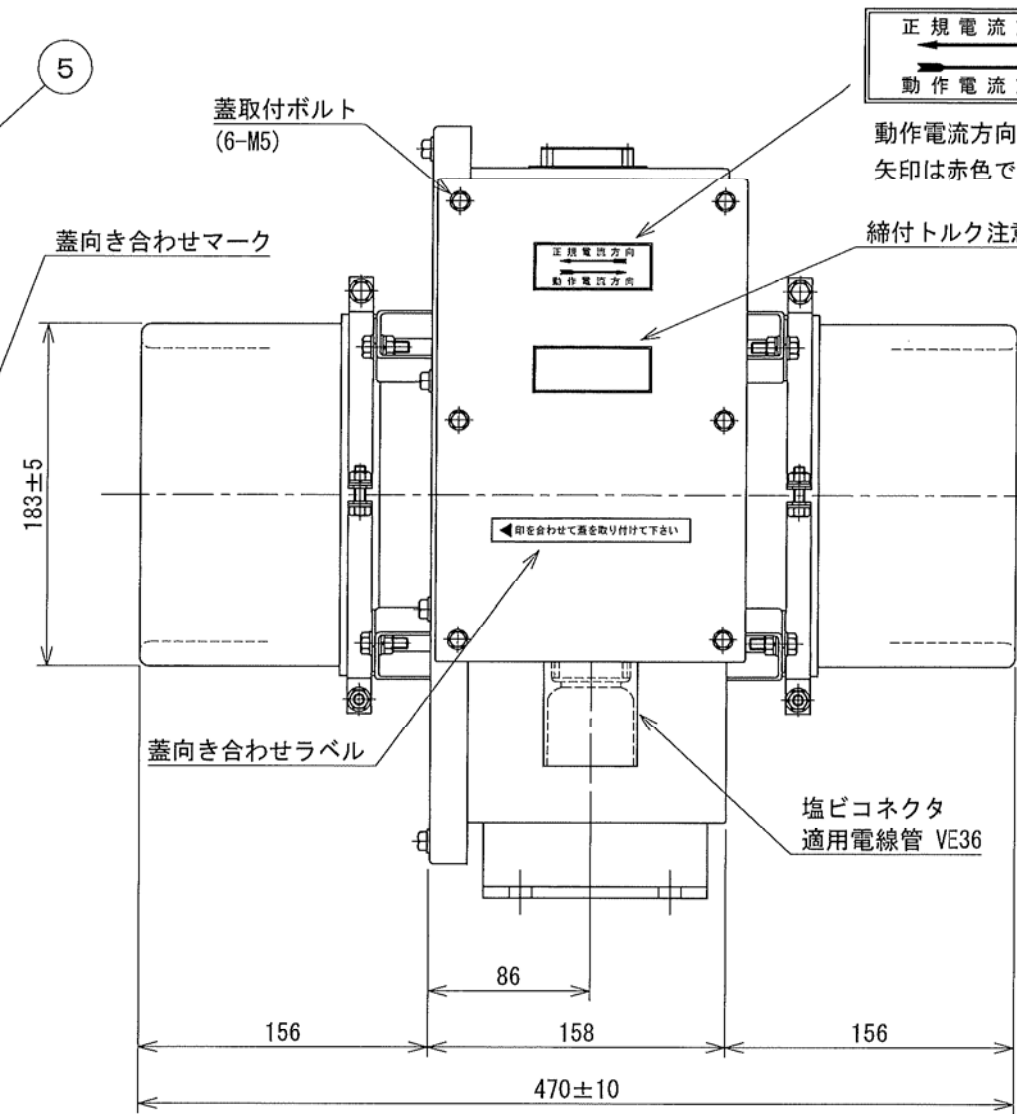 5
正規電流
動作電流
動作電流方向
矢印は赤色で
蓋取付ボルト
(6-M5)
蓋向き合わせマーク
締付トルク注意
正規電流方向
動作電流方向
183±5
◀印を合わせて蓋を取り付けて下さい
蓋向き合わせラベル
塩ビコネクタ
適用電線管 VE36
86
156
158
156
470±10